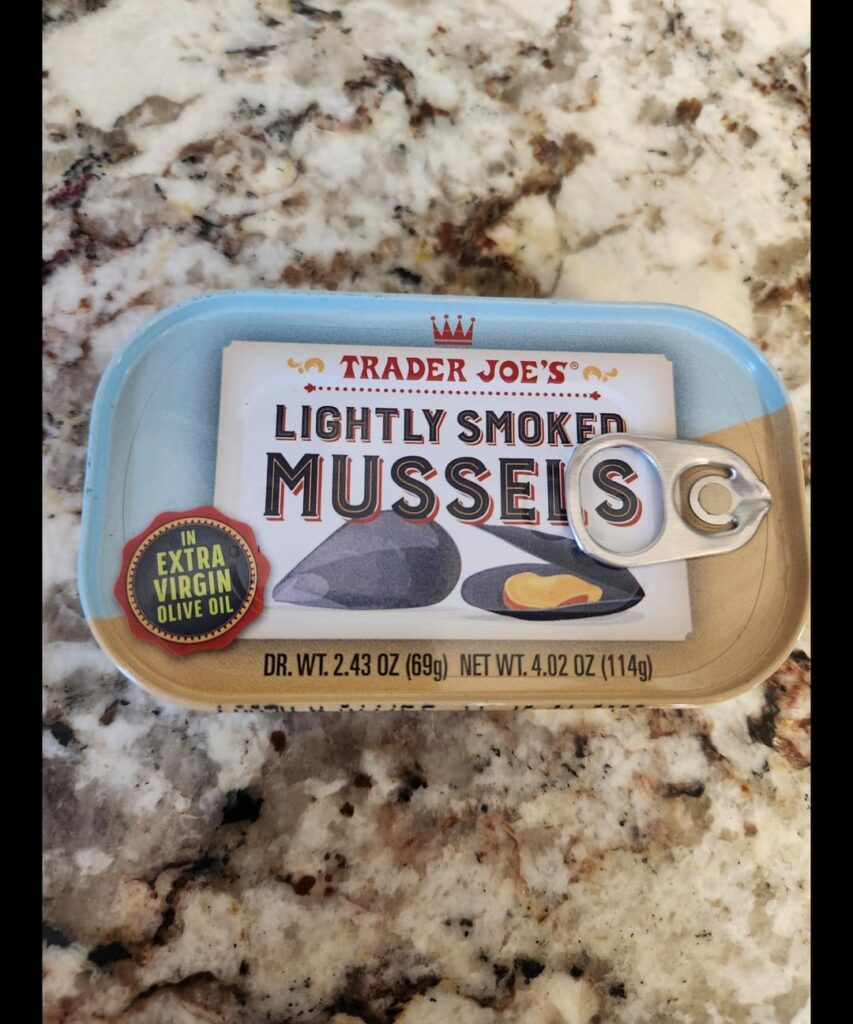 TRADER JOE'S®
LIGHTLY SMOKED
MUSSELS
IN
EXTRA
VIRGIN
OLIVE OIL
DR. WT. 2.43 OZ (69g) NET WT. 4.02 OZ (114g)